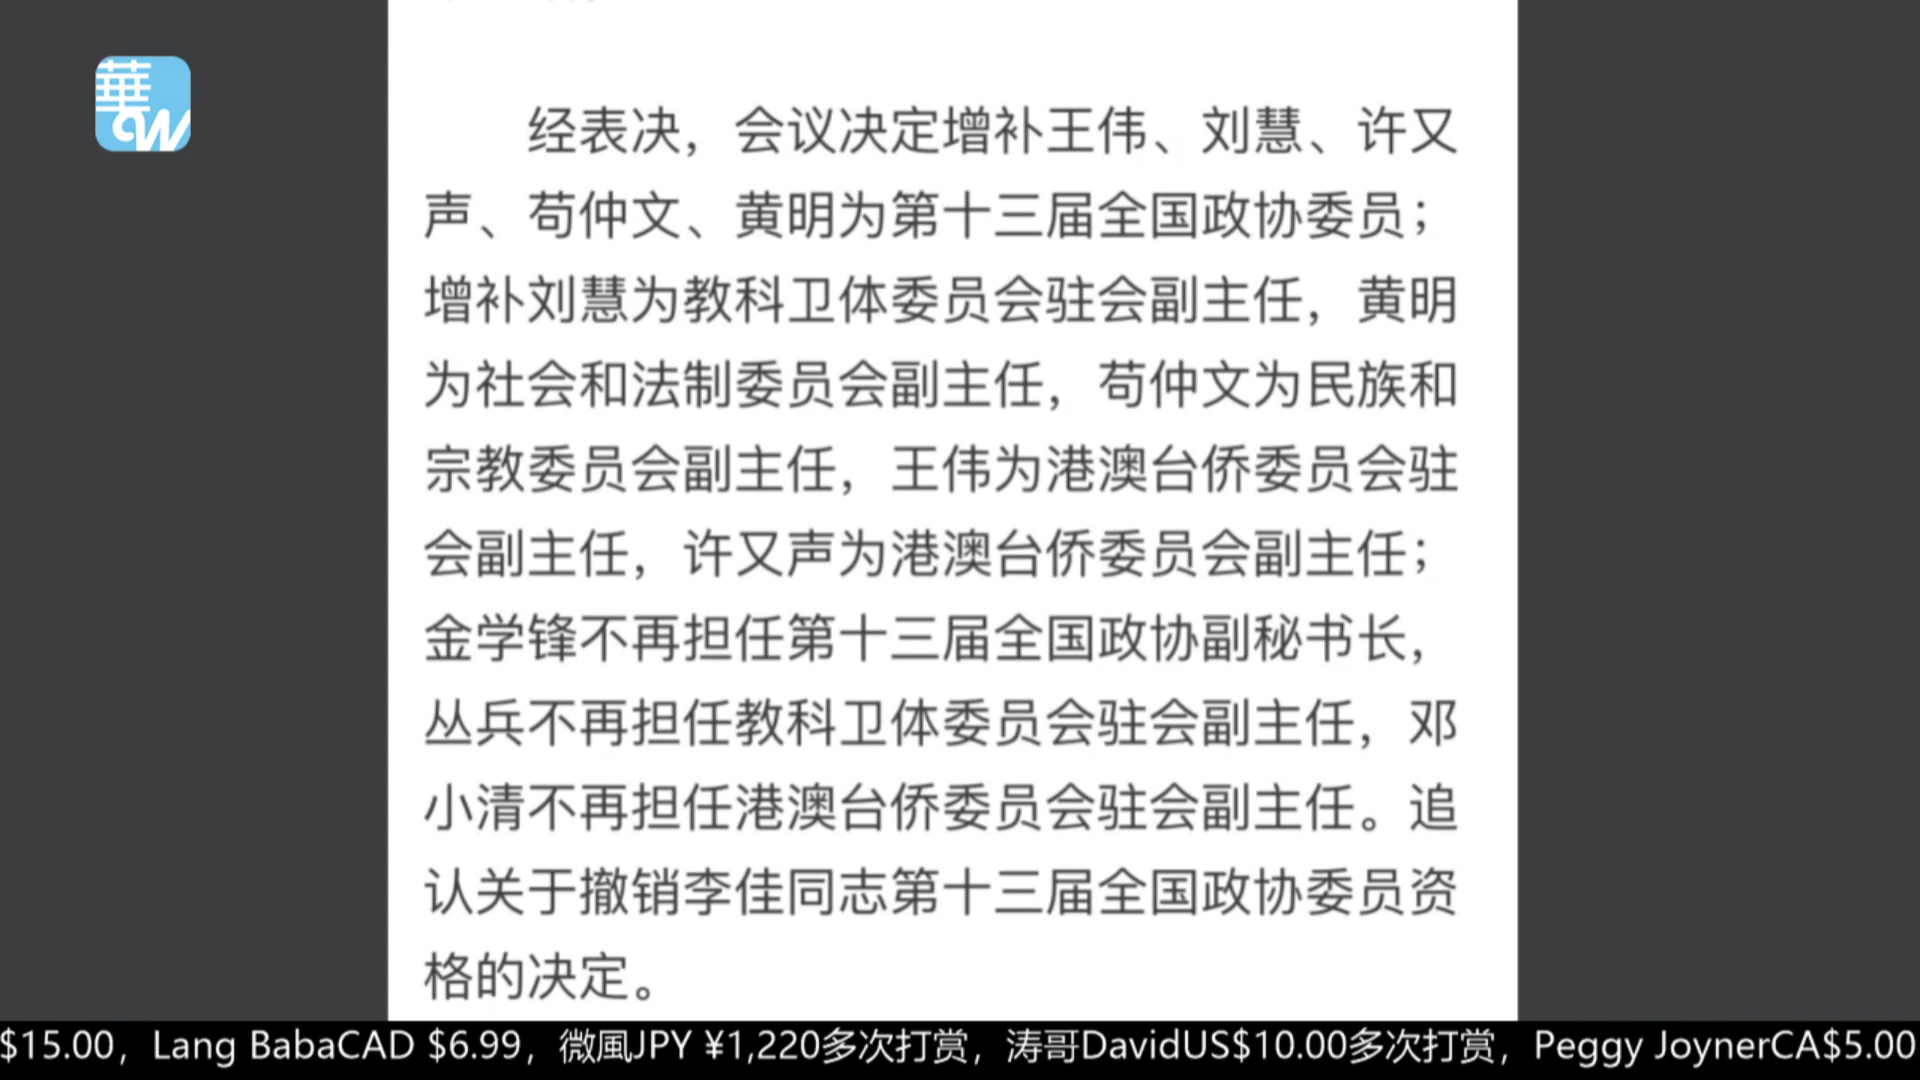 華
aw
经表决，会议决定增补王伟、刘慧、许又
声、苟仲文、黄明为第十三届全国政协委员；
增补刘慧为教科卫体委员会驻会副主任，黄明
为社会和法制委员会副主任，苟仲文为民族和
宗教委员会副主任，王伟为港澳台侨委员会驻
会副主任，许又声为港澳台侨委员会副主任；
金学锋不再担任第十三届全国政协副秘书长，
丛兵不再担任教科卫体委员会驻会副主任，邓
小清不再担任港澳台侨委员会驻会副主任。追
认关于撤销李佳同志第十三届全国政协委员资
格的决定。
$15.00，Lang BabaCAD $6.99，微風JPY ¥1,220多次打赏，涛哥DavidUS$10.00多次打赏，Peggy JoynerCA$5.00